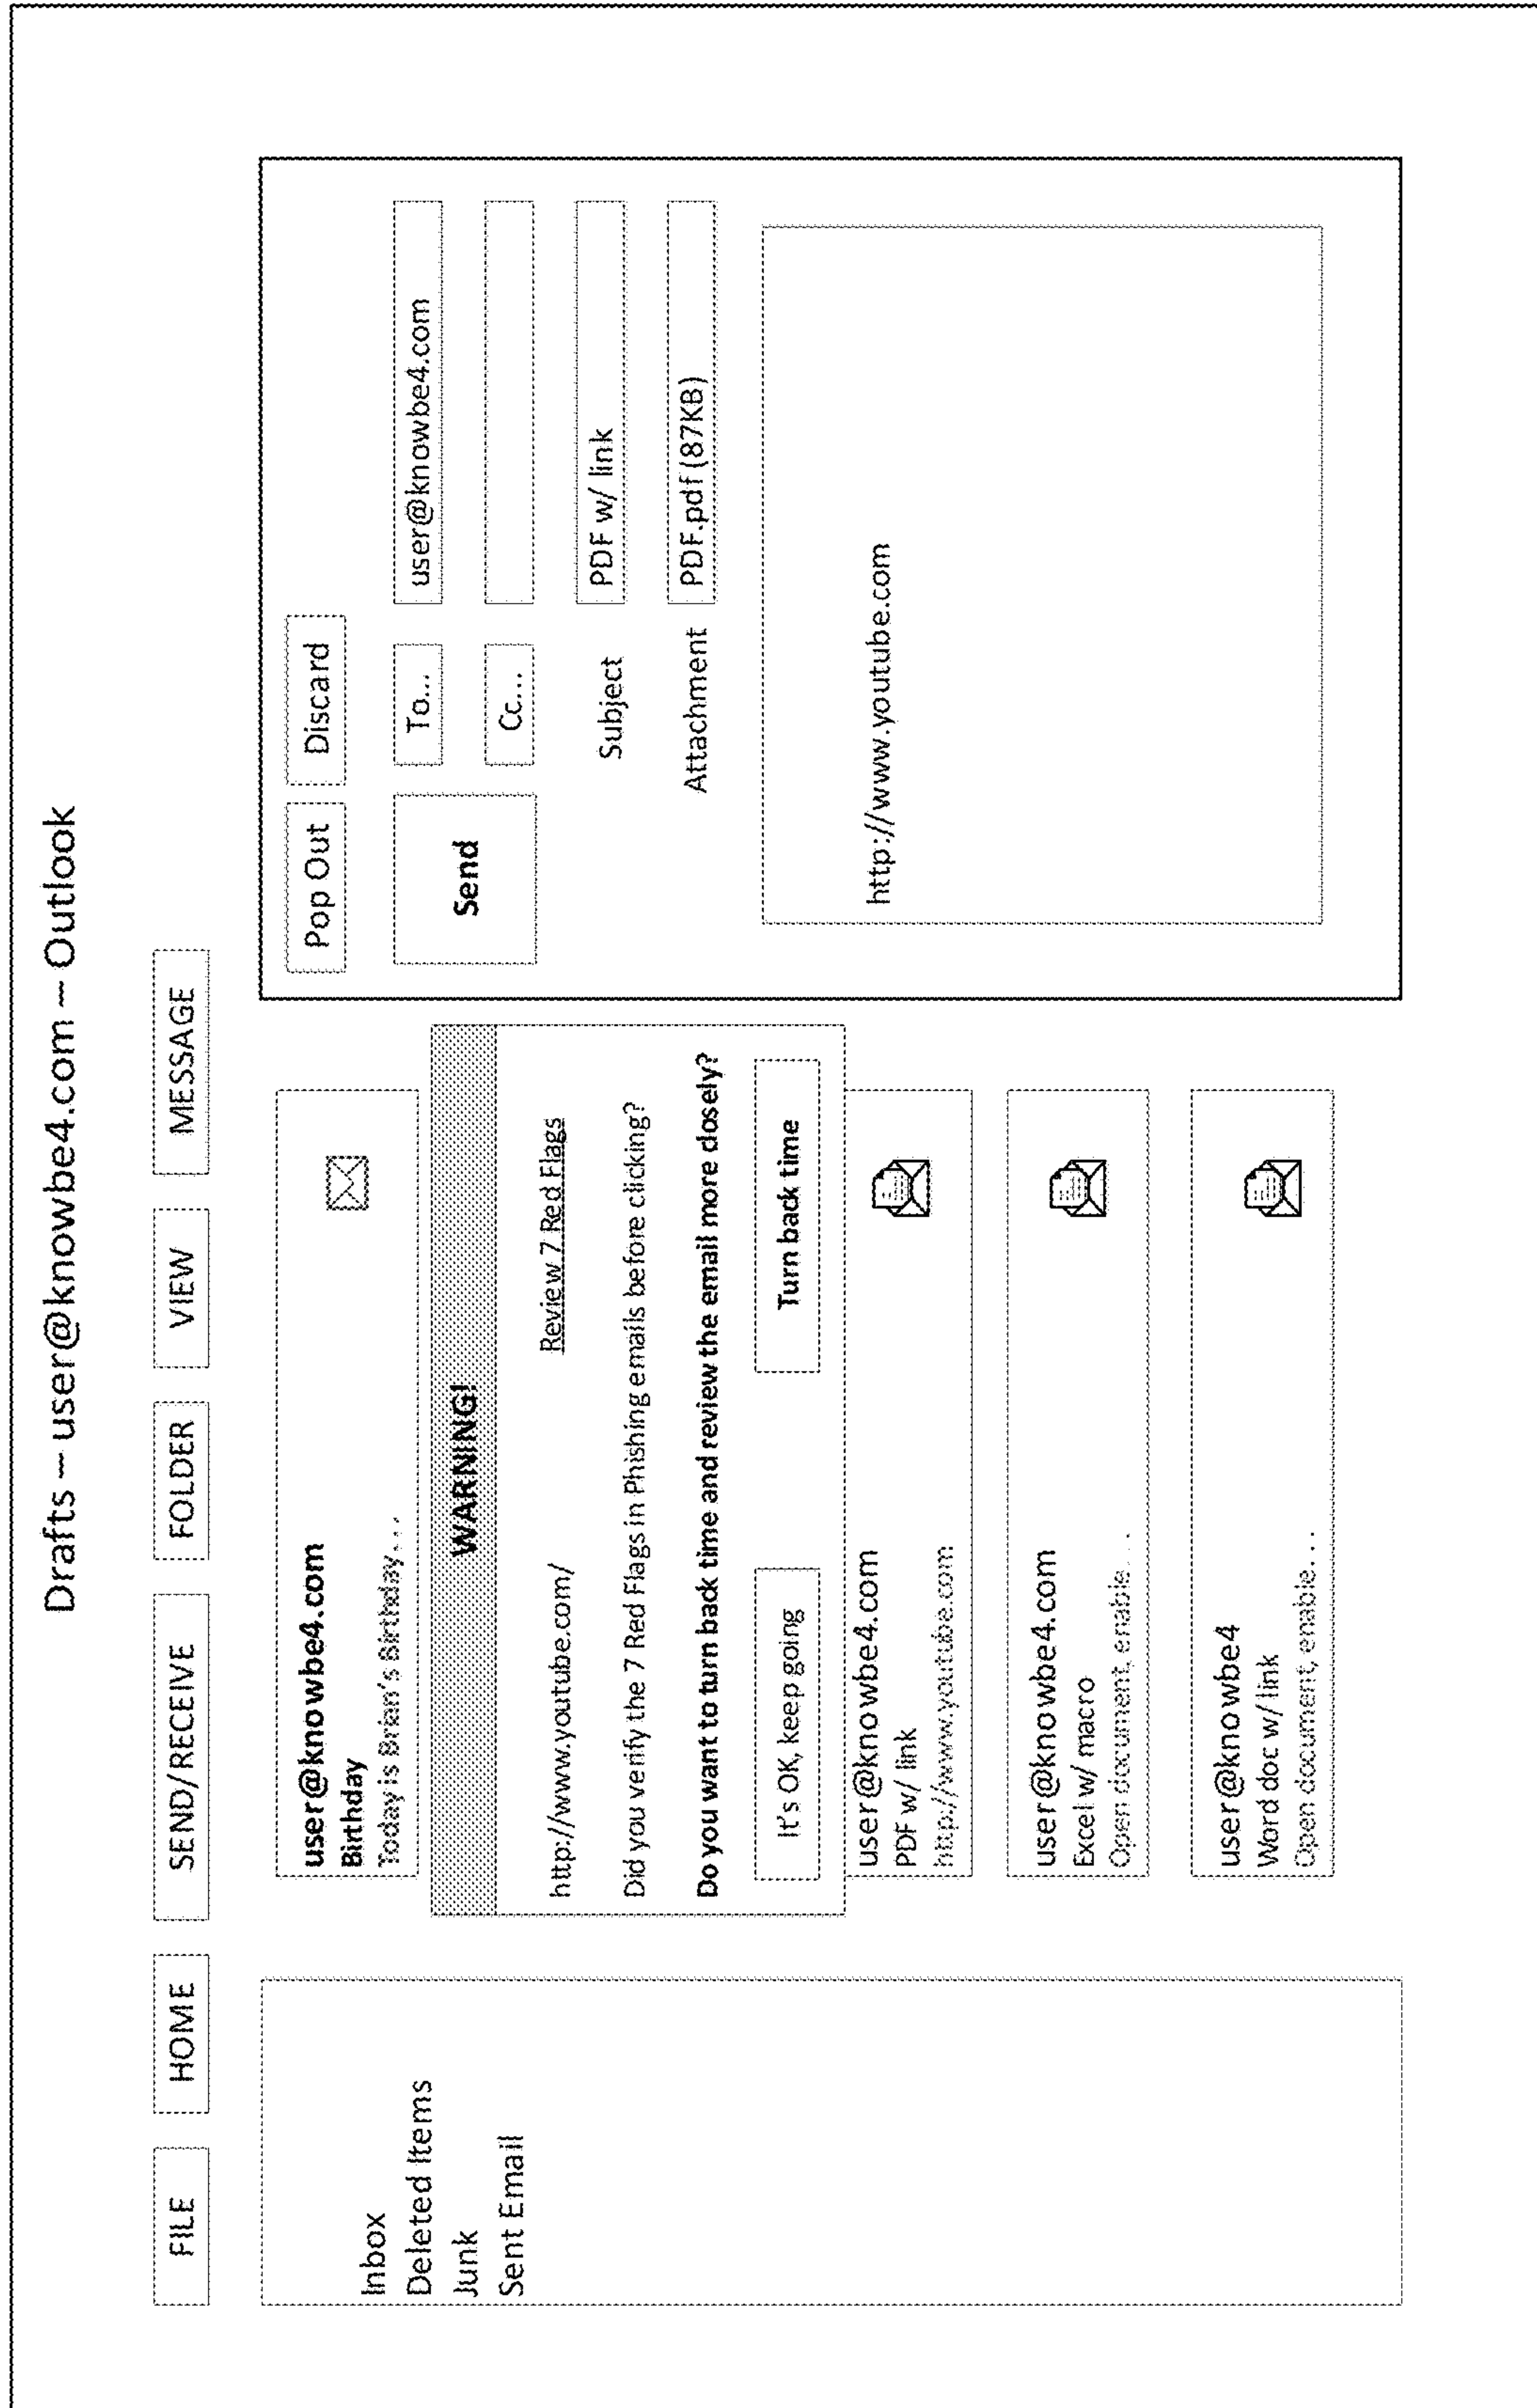 Drafts – user@knowbe4.com – Outlook
FILE
HOME
SEND/RECEIVE
FOLDER
VIEW
MESSAGE
Inbox
Deleted Items
Junk
Sent Email
user@knowbe4.com
Birthday
Today is Brian's Birthday...
WARNING!
http://www.youtube.com/
Review 7 Red Flags
Did you verify the 7 Red Flags in Phishing emails before clicking?
Do you want to turn back time and review the email more closely?
It's OK, keep going
Turn back time
user@knowbe4.com
PDF w/ link
http://www.youtube.com
user@knowbe4.com
Excel w/ macro
Open document, enable...
user@knowbe4
Word doc w/ link
Open document, enable...
Pop Out
Discard
Send
To...
user@knowbe4.com
Cc...
Subject
PDF w/ link
Attachment
PDF.pdf (87KB)
http://www.youtube.com